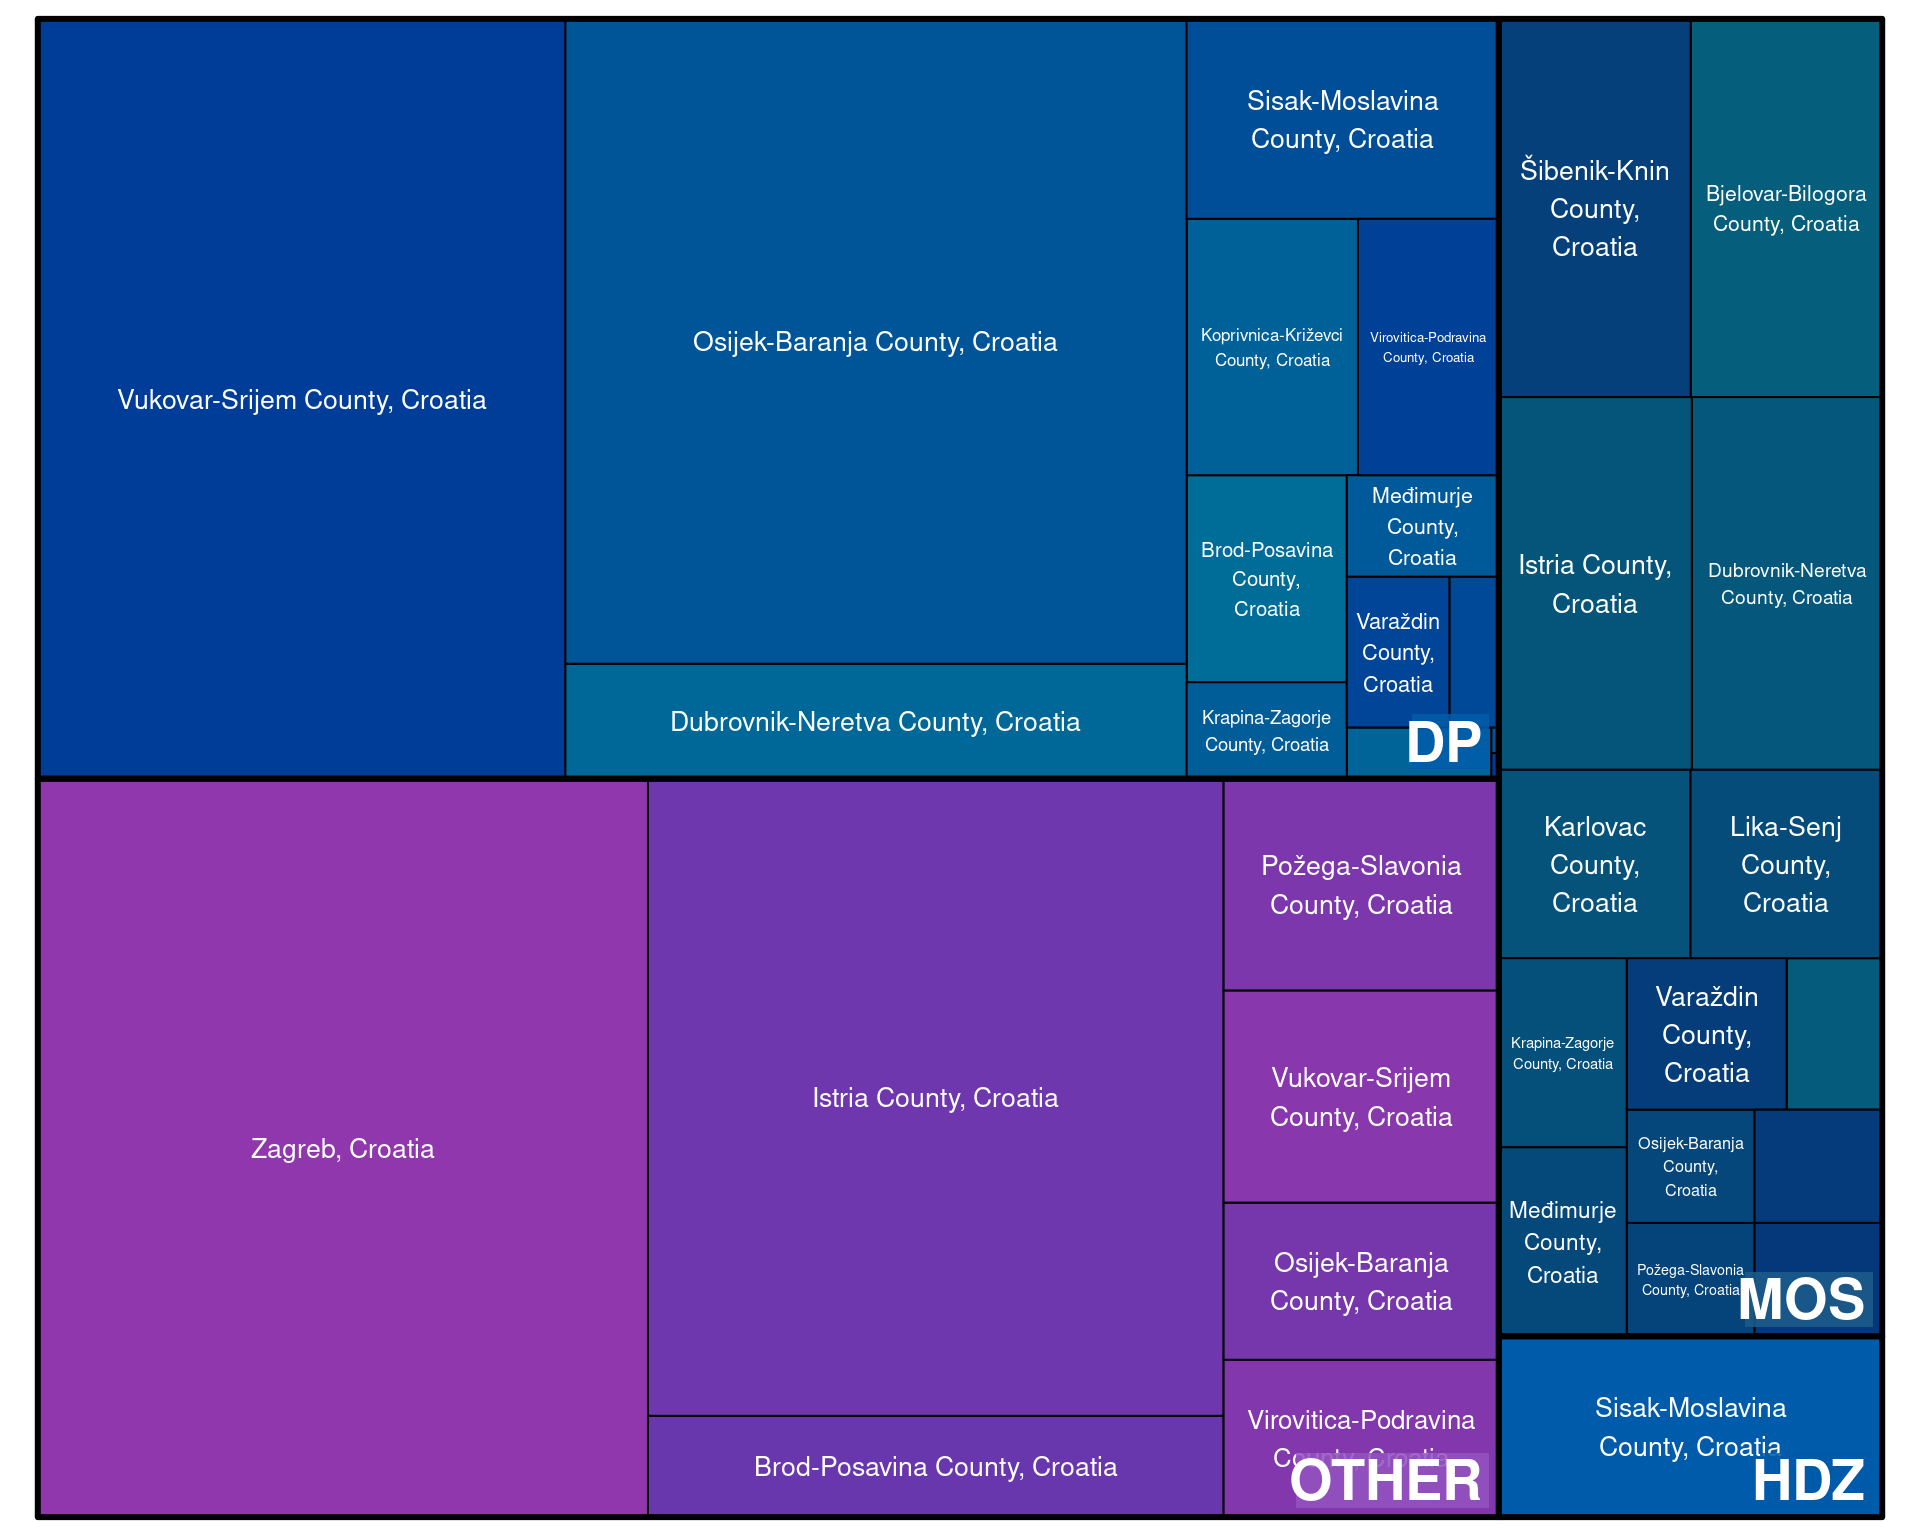 Vukovar-Srijem County, Croatia
Osijek-Baranja County, Croatia
Dubrovnik-Neretva County, Croatia
Sisak-Moslavina
County, Croatia
Koprivnica-Križevci
County, Croatia
Virovitica-Podravina
County, Croatia
Brod-Posavina
County,
Croatia
Međimurje
County,
Croatia
Varaždin
County,
Croatia
Krapina-Zagorje
County, Croatia
DP
Zagreb, Croatia
Istria County, Croatia
Brod-Posavina County, Croatia
Požega-Slavonia
County, Croatia
Vukovar-Srijem
County, Croatia
Osijek-Baranja
County, Croatia
Virovitica-Podravina
County, Croatia
OTHER
Šibenik-Knin
County,
Croatia
Bjelovar-Bilogora
County, Croatia
Istria County,
Croatia
Dubrovnik-Neretva
County, Croatia
Karlovac
County,
Croatia
Lika-Senj
County,
Croatia
Krapina-Zagorje
County, Croatia
Varaždin
County,
Croatia
Međimurje
County,
Croatia
Osijek-Baranja
County,
Croatia
Požega-Slavonia
County, Croatia
MOS
Sisak-Moslavina
County, Croatia
HDZ